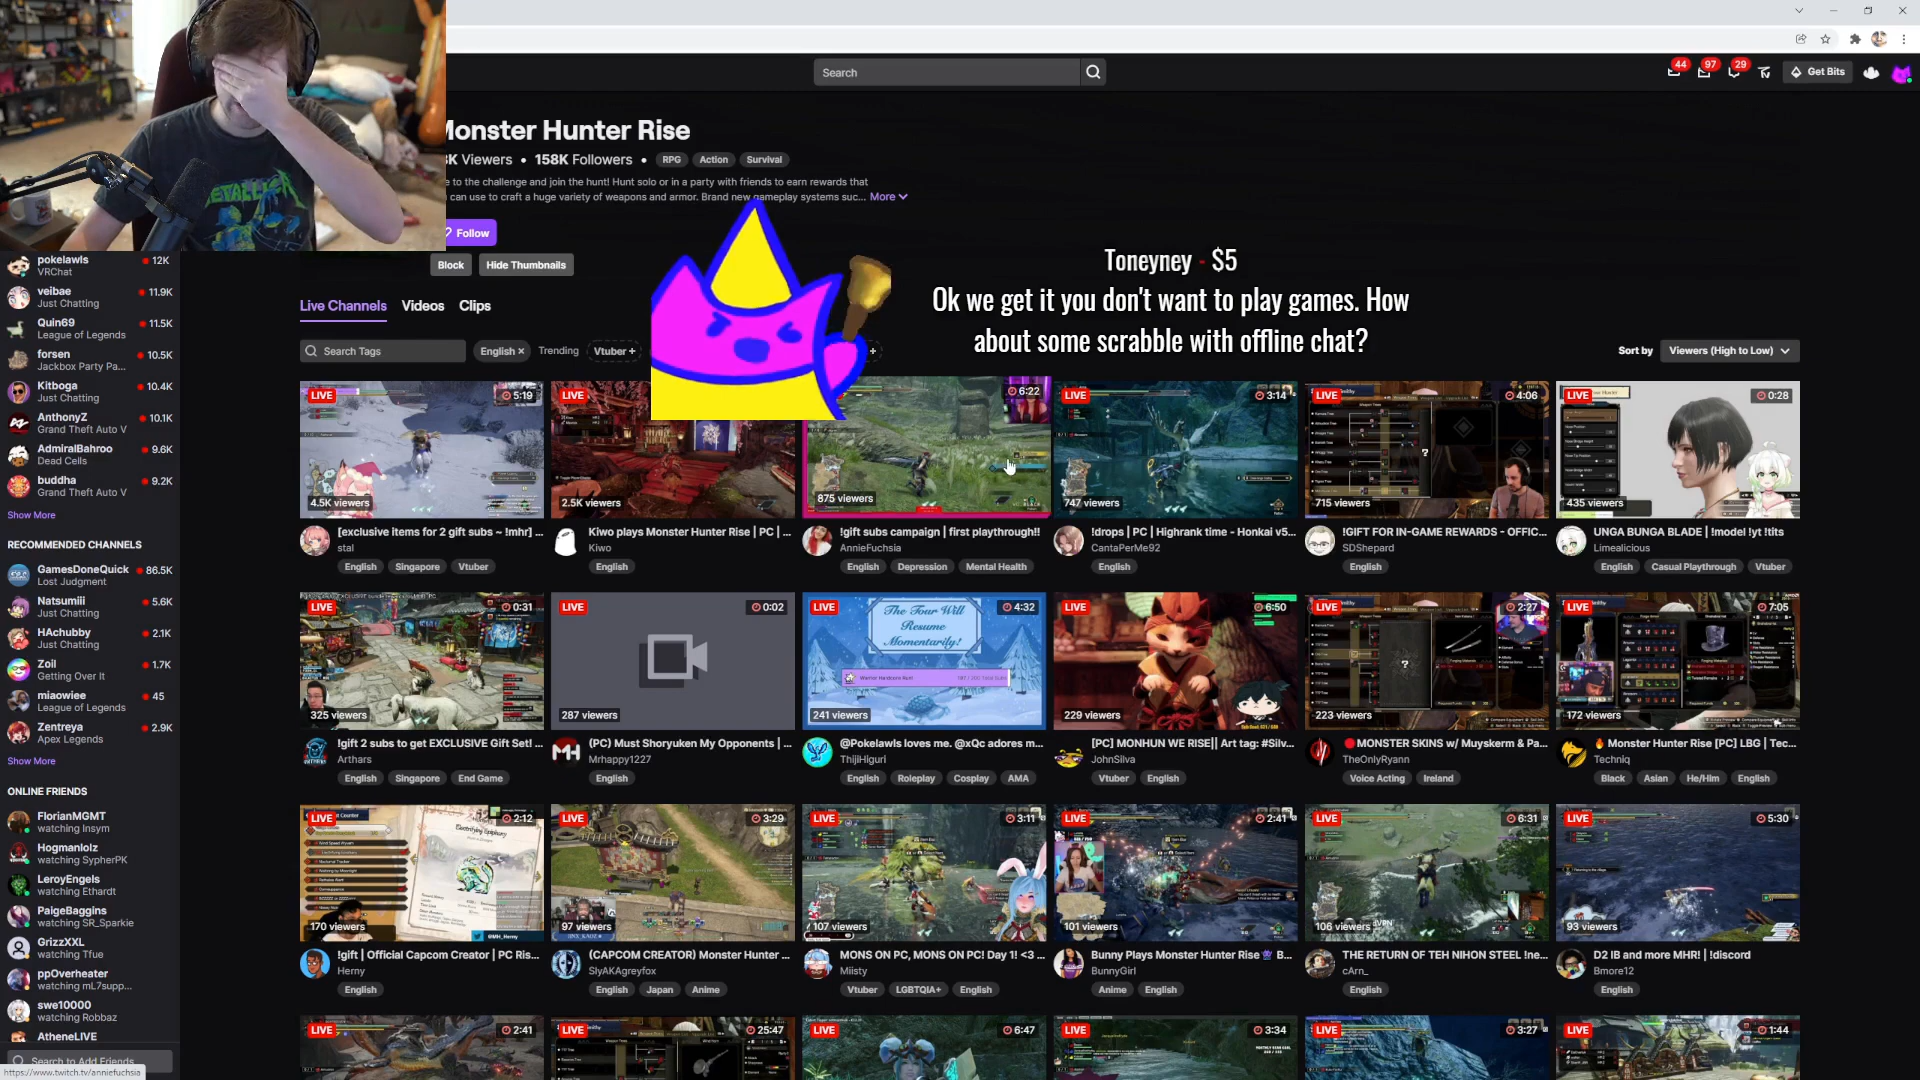 Search
44
97
29
Get Bits
Monster Hunter Rise
K Viewers • 158K Followers •
RPG
Action
Survival
e to the challenge and join the hunt! Hunt solo or in a party with friends to earn rewards that
can use to craft a huge variety of weapons and armor. Brand new gameplay systems suc... More
Follow
Block
Hide Thumbnails
METALLICA
Toneyney - $5
Ok we get it you don't want to play games. How
about some scrabble with offline chat?
Live Channels
Videos
Clips
Search Tags
English ×
Trending
Vtuber +
+
Sort by
Viewers (High to Low)
pokelawls
12K
VRChat
veibae
11.9K
Just Chatting
Quin69
11.5K
League of Legends
forsen
10.5K
Jackbox Party Pa...
Kitboga
10.4K
Just Chatting
AnthonyZ
10.1K
Grand Theft Auto V
AdmiralBahroo
9.6K
Dead Cells
buddha
9.2K
Grand Theft Auto V
Show More
RECOMMENDED CHANNELS
GamesDoneQuick
86.5K
Lost Judgment
Natsumiii
5.6K
Just Chatting
HAchubby
2.1K
Just Chatting
Zoil
1.7K
Getting Over It
miaowiee
45
League of Legends
Zentreya
2.9K
Apex Legends
Show More
ONLINE FRIENDS
FlorianMGMT
watching Insym
Hogmanlolz
watching SypherPK
LeroyEngels
watching Ethardt
PaigeBaggins
watching SR_Sparkie
GrizzXXL
watching Tfue
ppOverheater
watching mL7supp...
swe10000
watching Robbaz
AtheneLIVE
Search to Add Friends
https://www.twitch.tv/anniefuchsia
LIVE
5:19
4.5K viewers
[exclusive items for 2 gift subs ~ !mhr] ...
stal
English
Singapore
Vtuber
2.5K viewers
Kiwo plays Monster Hunter Rise | PC | ...
Kiwo
English
6:22
875 viewers
!gift subs campaign | first playthrough!!
AnnieFuchsia
English
Depression
Mental Health
LIVE
3:14
747 viewers
!drops | PC | Highrank time - Honkai v5...
CantaPerMe92
English
LIVE
4:06
715 viewers
!GIFT FOR IN-GAME REWARDS - OFFIC...
SDShepard
English
LIVE
0:28
435 viewers
UNGA BUNGA BLADE | !model !yt !tits
Limealicious
English
Casual Playthrough
Vtuber
LIVE
0:31
325 viewers
!gift 2 subs to get EXCLUSIVE Gift Set! ...
Arthars
English
Singapore
End Game
LIVE
0:02
287 viewers
(PC) Must Shoryuken My Opponents | ...
Mrhappy1227
English
LIVE
4:32
The Tour Will
Resume
Momentarily!
241 viewers
@Pokelawls loves me. @xQc adores m...
ThijiHiguri
English
Roleplay
Cosplay
AMA
LIVE
6:50
229 viewers
[PC] MONHUN WE RISE|| Art tag: #Silv...
JohnSilva
Vtuber
English
LIVE
2:27
223 viewers
MONSTER SKINS w/ Muyskerm & Pa...
TheOnlyRyann
Voice Acting
Ireland
LIVE
7:05
172 viewers
Monster Hunter Rise [PC] LBG | Tec...
Techniq
Black
Asian
He/Him
English
LIVE
2:12
Electrifying Epiphany
@MH_Herny
170 viewers
!gift | Official Capcom Creator | PC Ris...
Herny
English
LIVE
3:29
97 viewers
(CAPCOM CREATOR) Monster Hunter ...
SlyAKAgreyfox
English
Japan
Anime
LIVE
3:11
107 viewers
MONS ON PC, MONS ON PC! Day 1! <3 ...
Miisty
Vtuber
LGBTQIA+
English
LIVE
2:41
101 viewers
Bunny Plays Monster Hunter Rise B...
BunnyGirl
Anime
English
LIVE
6:31
106 viewers
THE RETURN OF TEH NIHON STEEL !ne...
cArn_
English
LIVE
5:30
93 viewers
D2 IB and more MHR! | !discord
Bmore12
English
LIVE
2:41
LIVE
25:47
LIVE
6:47
LIVE
3:34
LIVE
3:27
LIVE
1:44